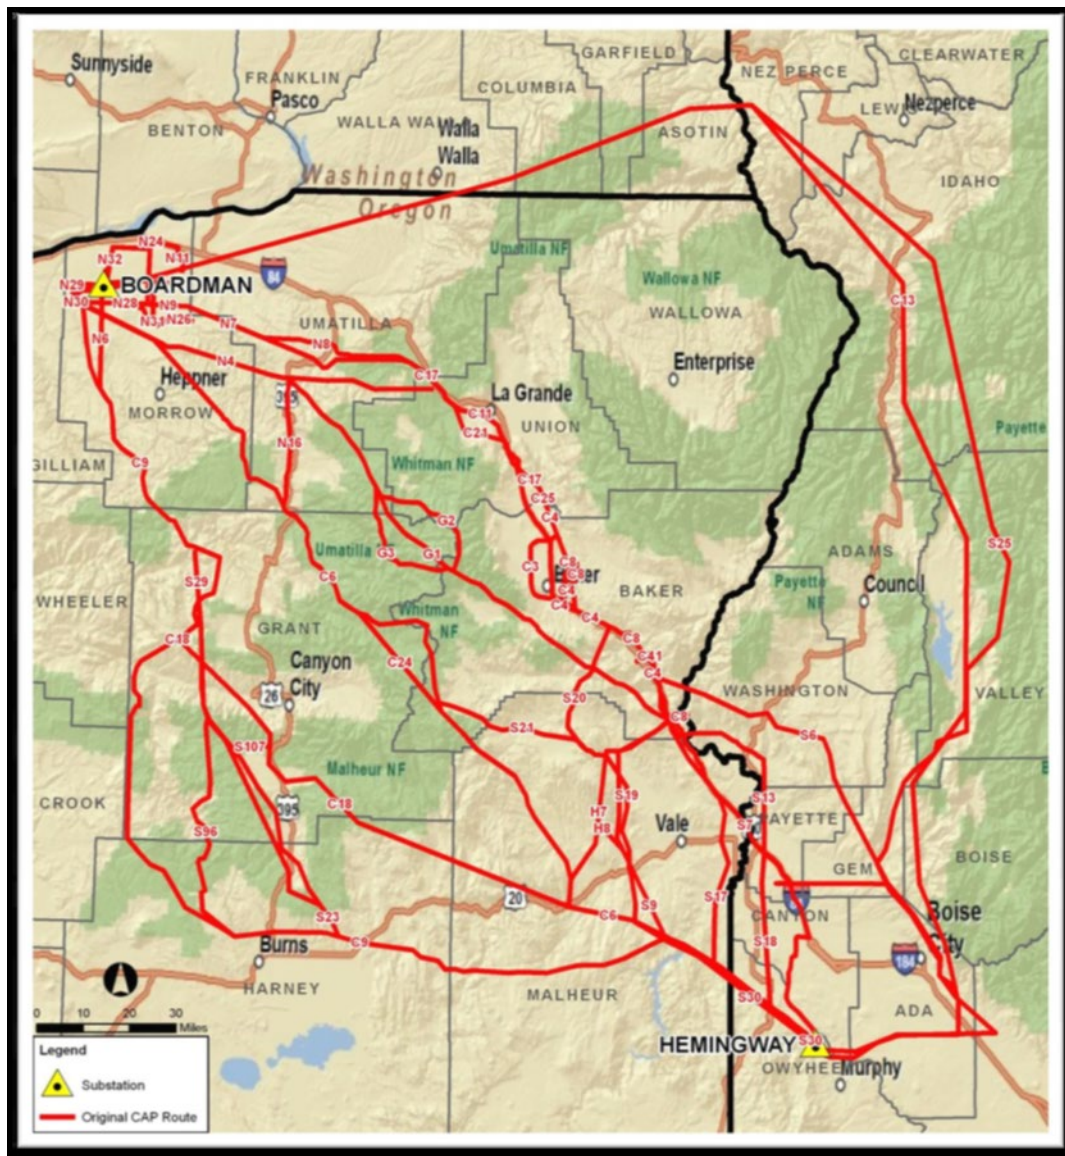 GARFIELD
CLEARWATER
Sunnyside
FRANKLIN
NEZ PERCE
COLUMBIA
Pasco
LEWIS
Nezperce
BENTON
WALLA WALLA
Walla
Walla
ASOTIN
Washington
IDAHO
Oregon
N24
Umatilla NF
N32
N11
84
Wallowa NF
N29
BOARDMAN
N30
N28
N9
C13
N31
N26
WALLOWA
N7
UMATILLA
N6
N8
N4
Enterprise
C17
Heppner
395
La Grande
MORROW
C11
UNION
Payette
C21
N16
GILLIAM
C9
Whitman NF
C17
C25
G2
C4
S25
Umatilla NF
G3
G1
ADAMS
C3
C8
C6
Baker
C8
S29
C4
BAKER
Payette
NF
Council
WHEELER
Whitman
NF
C4
C4
GRANT
C18
C8
C41
Canyon
City
C24
C4
26
S20
WASHINGTON
VALLEY
C8
S21
S6
S107
Malheur NF
CROOK
C18
395
S19
S13
H7
H8
Vale
S7
PAYETTE
S96
BOISE
GEM
20
S17
S23
C6
S9
CANYON
Boise
City
Burns
C9
S18
184
HARNEY
MALHEUR
S30
ADA
0 10 20 30
Miles
Legend
HEMINGWAY
S30
OWYHEE
Murphy
Substation
Original CAP Route